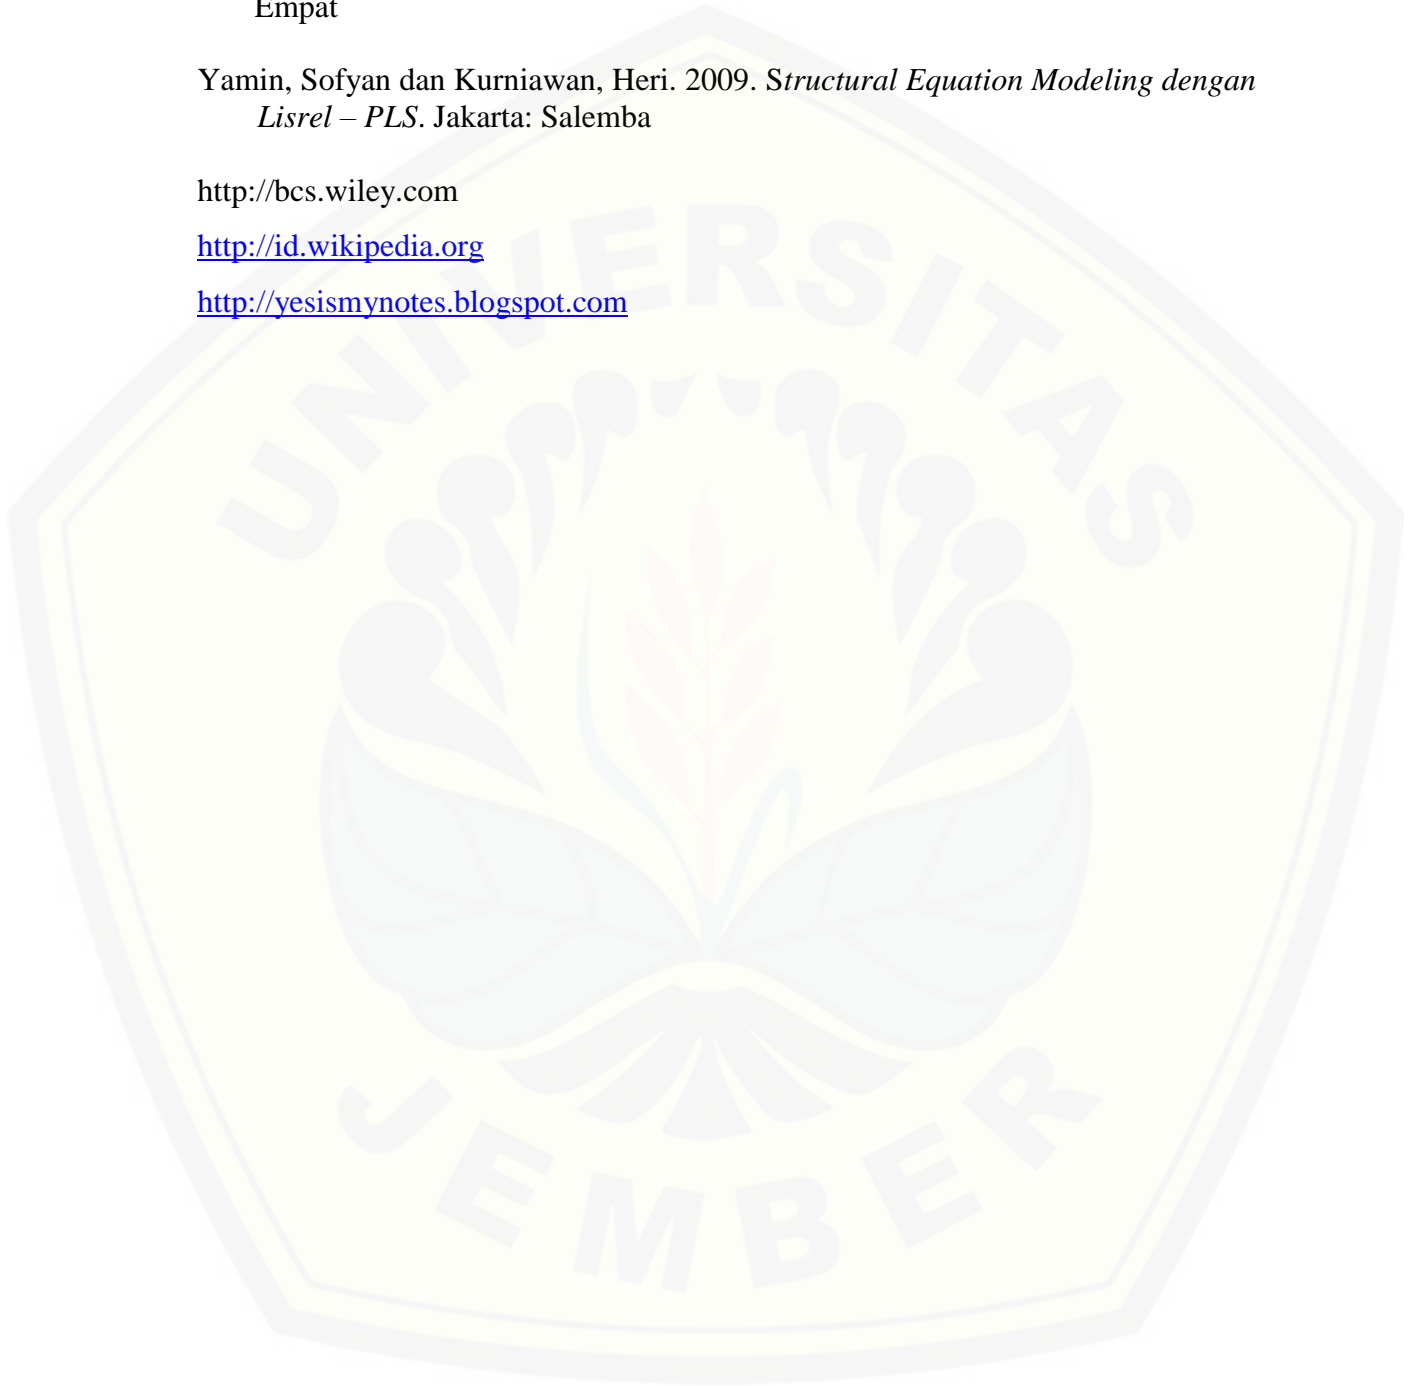 Empat
Yamin, Sofyan dan Kurniawan, Heri. 2009. Structural Equation Modeling dengan
Lisrel – PLS. Jakarta: Salemba
http://bcs.wiley.com
http://id.wikipedia.org
http://yesismynotes.blogspot.com
UNIVERSITAS
JEMBER